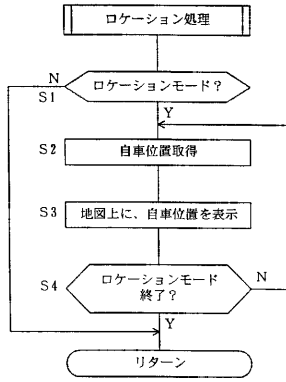 ロケーション処理
N
ロケーションモード?
S1
Y
S2
自車位置取得
S3
地図上に、自車位置を表示
ロケーションモード
N
S4
終了?
Y
リターン